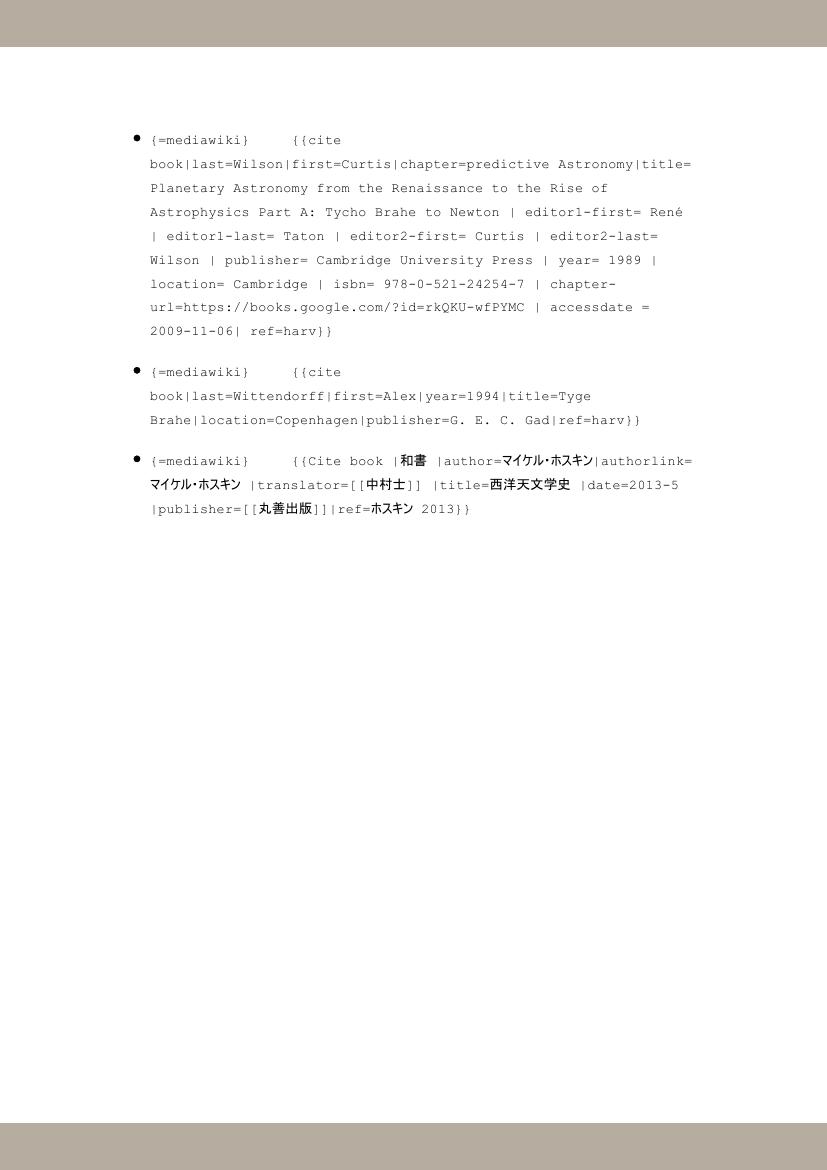 • {=mediawiki} {{cite
book|last=Wilson|first=Curtis|chapter=predictive Astronomy|title=
Planetary Astronomy from the Renaissance to the Rise of
Astrophysics Part A: Tycho Brahe to Newton | editor1-first= René
| editor1-last= Taton | editor2-first= Curtis | editor2-last=
Wilson | publisher= Cambridge University Press | year= 1989 |
location= Cambridge | isbn= 978-0-521-24254-7 | chapter-
url=https://books.google.com/?id=rkQKU-wfPYMC | accessdate =
2009-11-06| ref=harv}}
• {=mediawiki} {{cite
book|last=Wittendorff|first=Alex|year=1994|title=Tyge
Brahe|location=Copenhagen|publisher=G. E. C. Gad|ref=harv}}
• {=mediawiki} {{Cite book |和書 |author=マイケル・ホスキン|authorlink=
マイケル・ホスキン |translator=[[中村士]] |title=西洋天文学史 |date=2013-5
|publisher=[[丸善出版]]|ref=ホスキン 2013}}